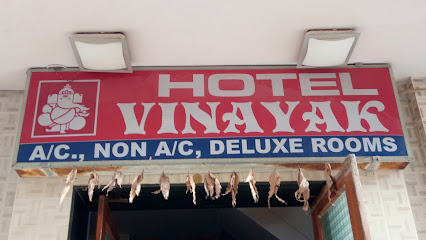 HOTEL
VINAYAK
A/C., NON A/C, DELUXE ROOMS